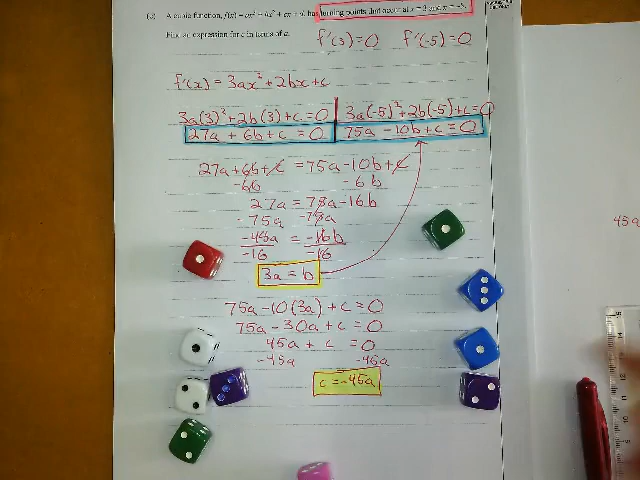 A cubic function, f(x) = ax³ + bx² + cx + d, has turning points that occur at x = 3 and x = -5.
Find an expression for c in terms of a.
f'(3) = 0 f'(-5) = 0
f'(x) = 3ax² + 2bx + c
3a(3)² + 2b(3) + c = 0 3a(-5)² + 2b(-5) + c = 0
27a + 6b + c = 0 75a - 10b + c = 0
27a + 6b + c = 75a - 10b + c
-6b -6b
27a = 75a - 16b
-75a -75a
-48a = -16b
-16 -16
3a = b
75a - 10(3a) + c = 0
75a - 30a + c = 0
45a + c = 0
-45a -45a
c = -45a
45a